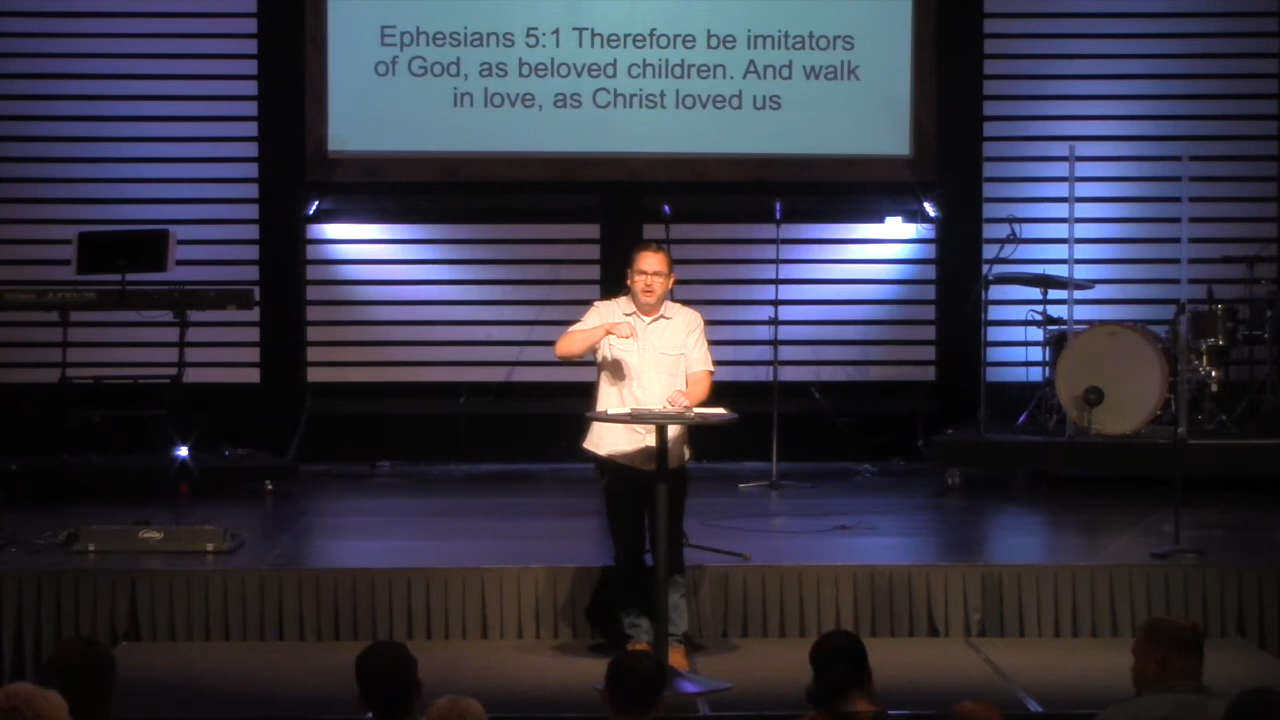 Ephesians 5:1 Therefore be imitators
of God, as beloved children. And walk
in love, as Christ loved us